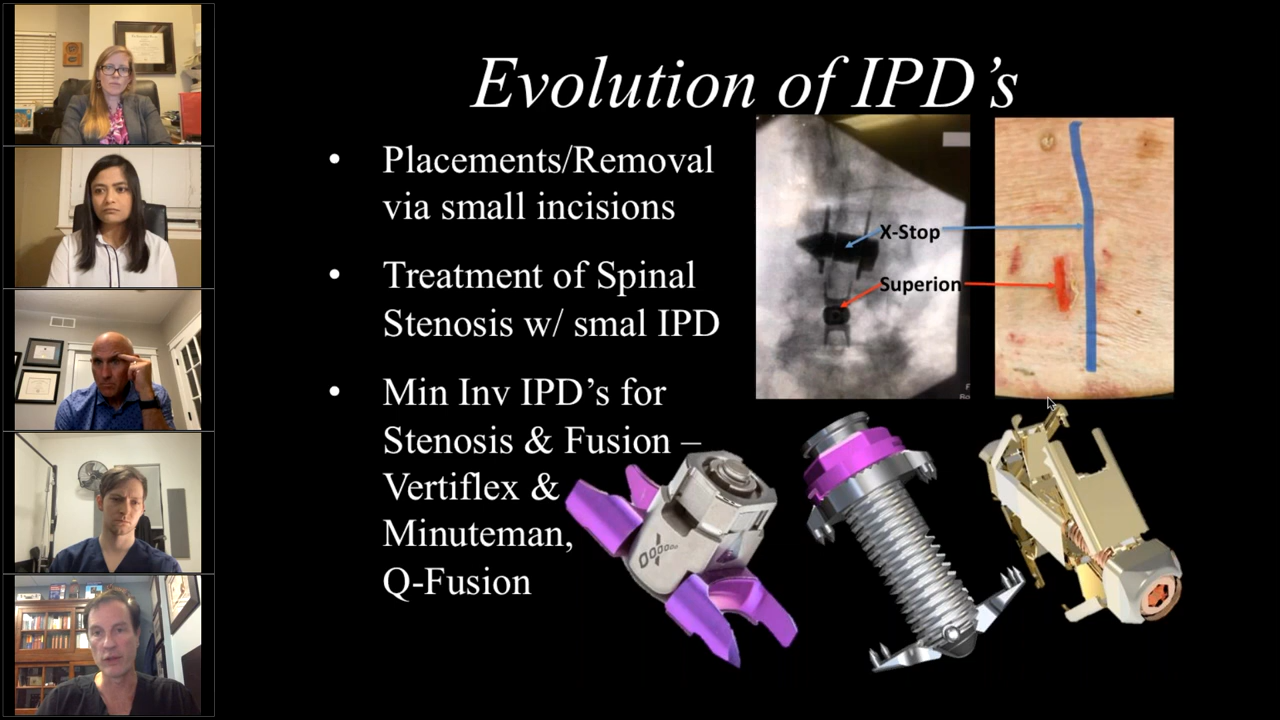 Evolution of IPD’s
• Placements/Removal
via small incisions
• Treatment of Spinal
Stenosis w/ smal IPD
• Min Inv IPD’s for
Stenosis & Fusion –
Vertiflex &
Minuteman,
Q-Fusion
X-Stop
Superion